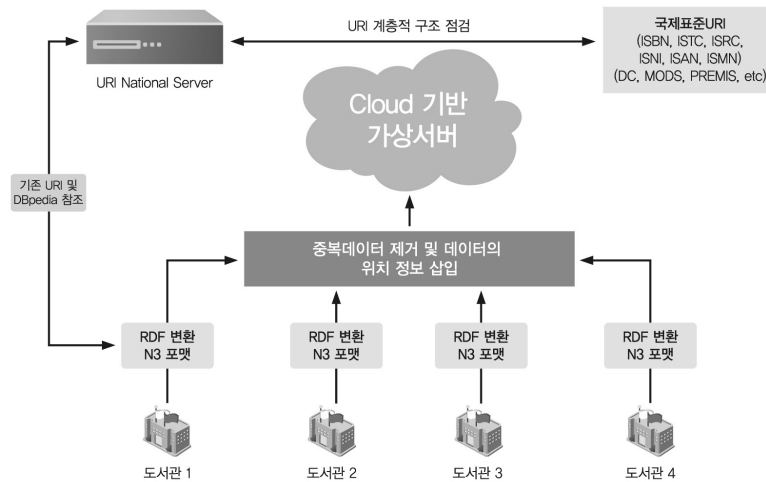 URI 계층적 구조 점검
국제표준URI
(ISBN, ISTC, ISRC,
ISNI, ISAN, ISMN)
(DC, MODS, PREMIS, etc)
URI National Server
Cloud 기반
가상서버
기존 URI 및
DBpedia 참조
중복데이터 제거 및 데이터의
위치 정보 삽입
RDF 변환
N3 포맷
RDF 변환
N3 포맷
RDF 변환
N3 포맷
RDF 변환
N3 포맷
도서관 1
도서관 2
도서관 3
도서관 4